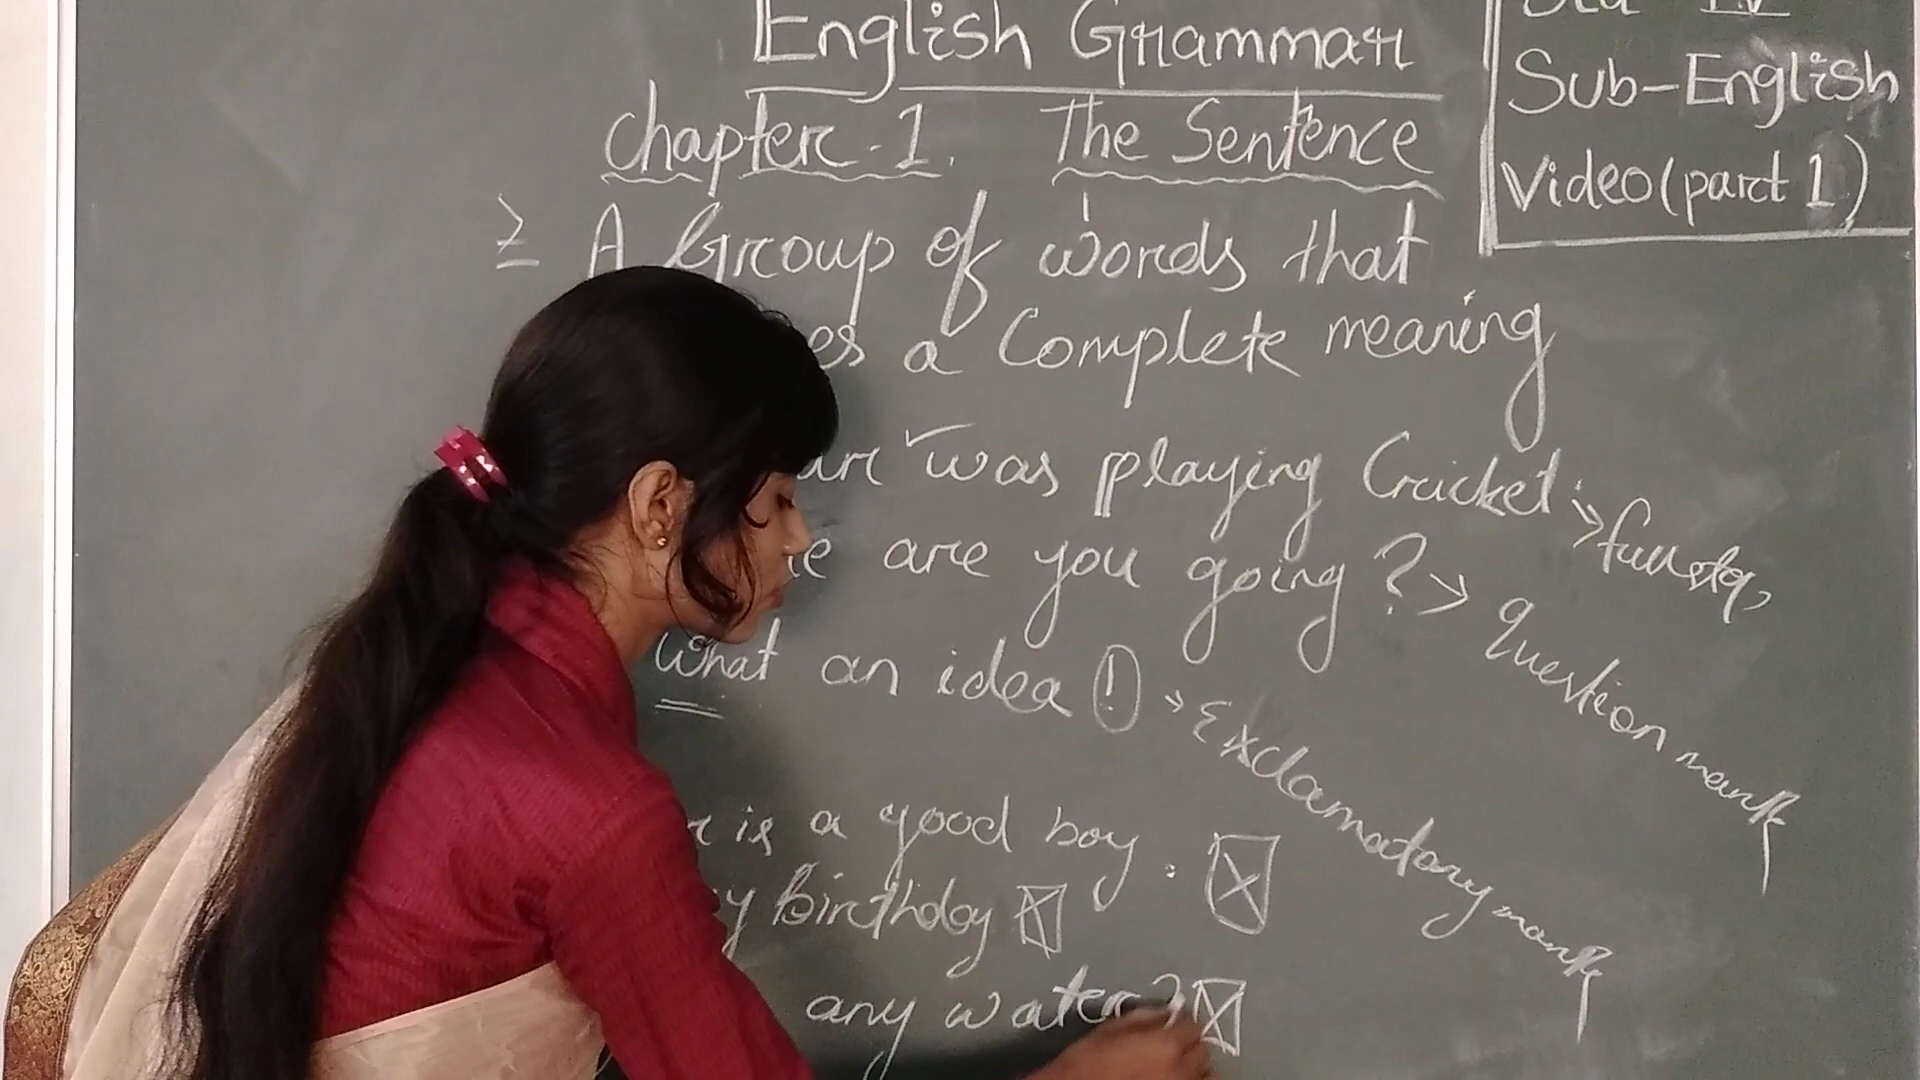 English Grammar
Std IV
Sub-English
Video (part 1)
Chapter-1. The Sentence
A Group of words that
es a Complete meaning
was playing Cricket. > full stop
are you going ? > question mark
What an idea ! > Exclamatory mark
r is a good boy.
y birthday
any water ?